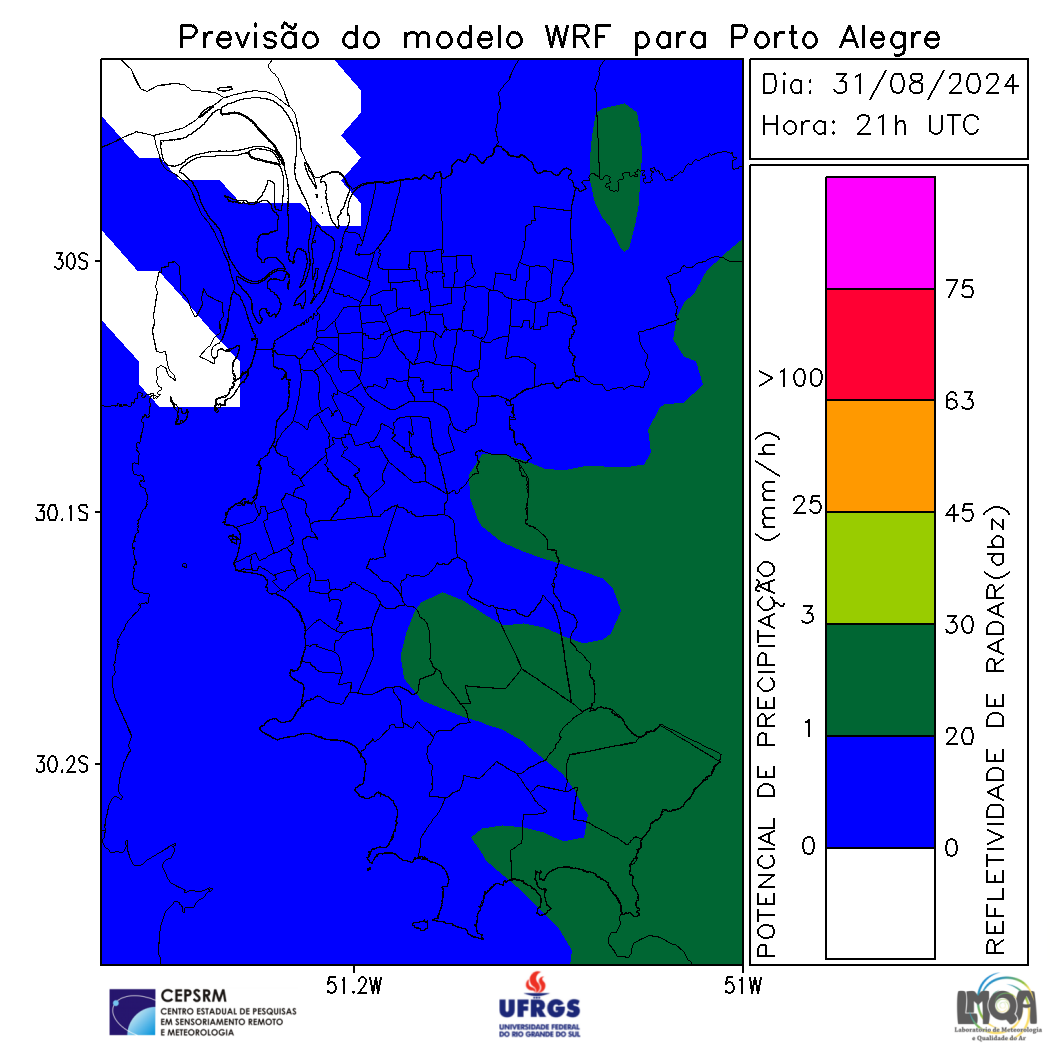 Previsão do modelo WRF para Porto Alegre
Dia: 31/08/2024
Hora: 21h UTC
30S
30.1S
30.2S
51.2W
51W
POTENCIAL DE PRECIPITAÇÃO (mm/h)
>100
25
3
1
0
75
63
45
30
20
0
REFLETIVIDADE DE RADAR(dbz)
CEPSRM
CENTRO ESTADUAL DE PESQUISAS
EM SENSORIAMENTO REMOTO
E METEOROLOGIA
UFRGS
UNIVERSIDADE FEDERAL
DO RIO GRANDE DO SUL
LMQA
Laboratório de Meteorologia
e Qualidade do Ar